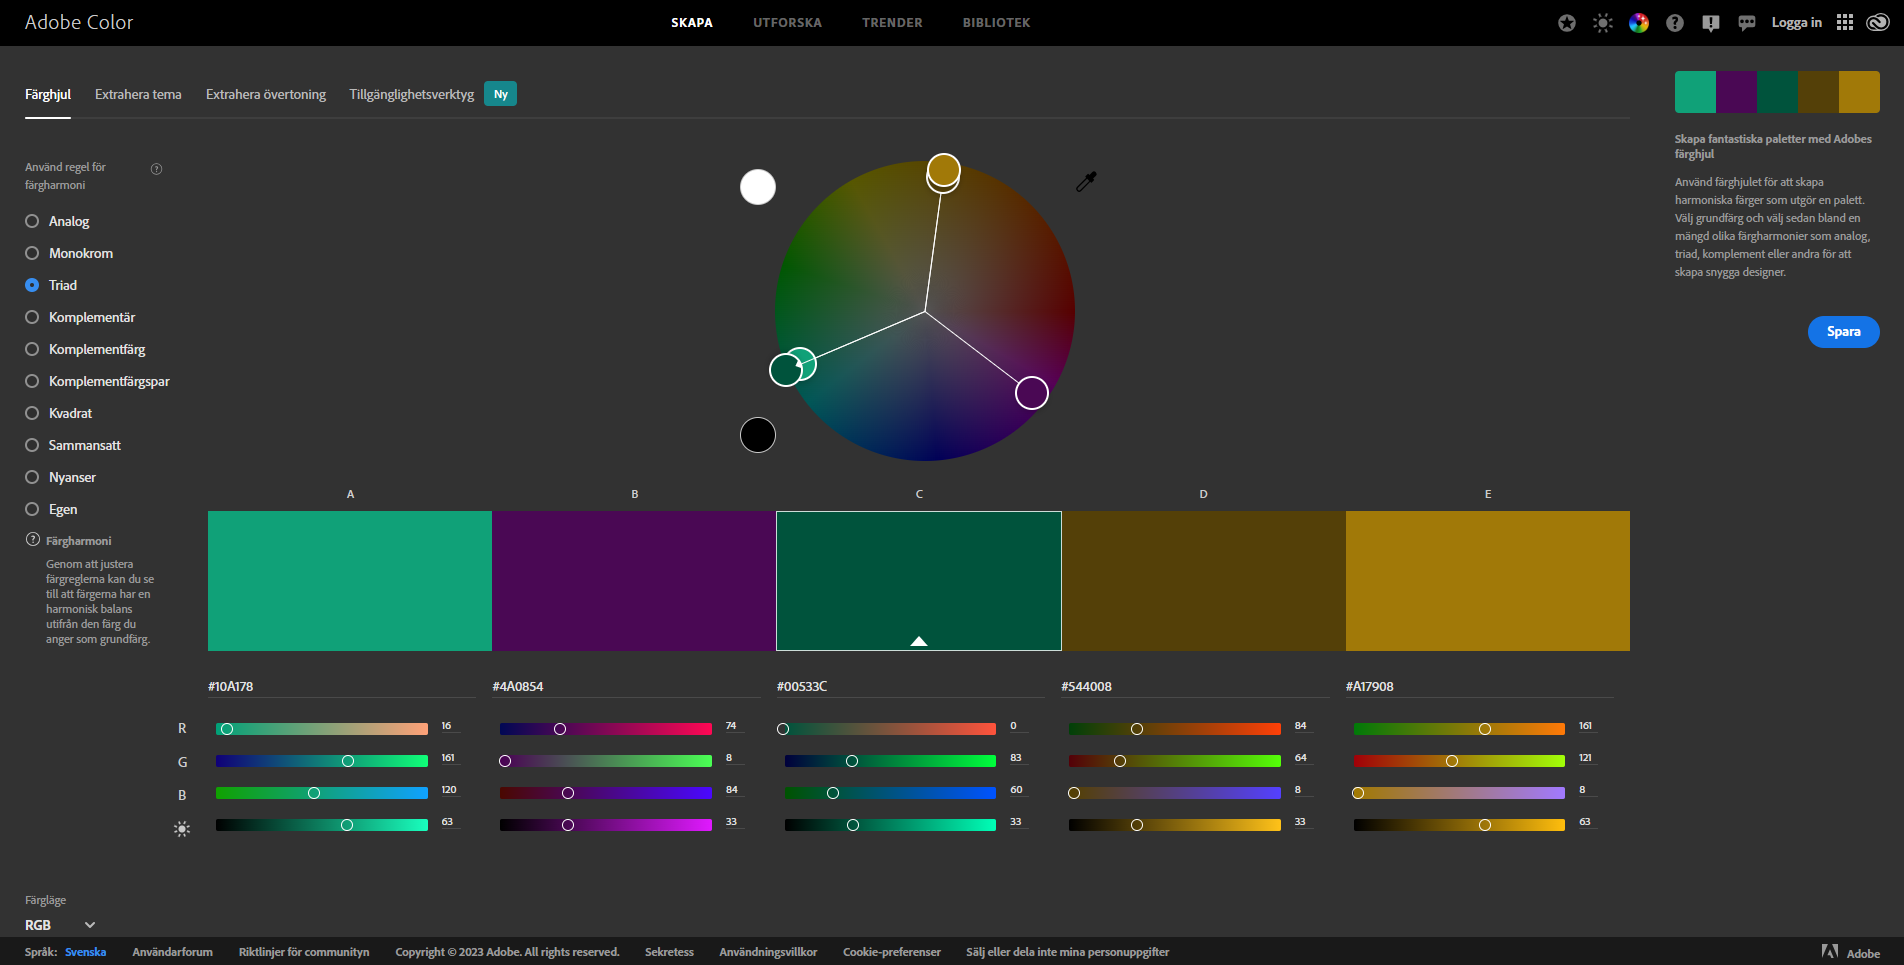 Adobe Color
SKAPA UTFORSKA TRENDER BIBLIOTEK
Logga in
Färghjul Extrahera tema Extrahera övertoning Tillgänglighetsverktyg Ny
Använd regel för
färgharmoni
Analog
Monokrom
Triad
Komplementär
Komplementfärg
Komplementfärgspar
Kvadrat
Sammansatt
Nyanser
Egen
Färgharmoni
Genom att justera
färgreglerna kan du se
till att färgerna har en
harmonisk balans
utifrån den färg du
anger som grundfärg.
Skapa fantastiska paletter med Adobes
färghjul
Använd färghjulet för att skapa
harmoniska färger som utgör en palett.
Välj grundfärg och välj sedan bland en
mängd olika färgharmonier som analog,
triad, komplement eller andra för att
skapa snygga designer.
Spara
A B C D E
#10A178 #4A0854 #00533C #544008 #A17908
R 16 74 0 84 161
G 161 8 83 64 121
B 120 84 60 8 8
63 33 33 33 63
Färgläge
RGB
Språk: Svenska Användarforum Riktlinjer för communityn Copyright © 2023 Adobe. All rights reserved. Sekretess Användningsvillkor Cookie-preferenser Sälj eller dela inte mina personuppgifter Adobe